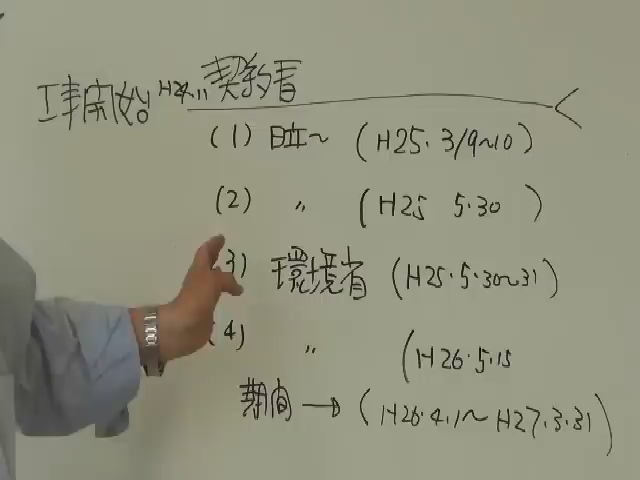 工事開始 H24.11 契約者
(1) 日立〜 (H25.3/9〜10)
(2) 〃 (H25 5.30)
(3) 環境省 (H25.5.30〜31)
(4) 〃 (H26.5.15
期間 → (H26.4.1〜H27.3.31)